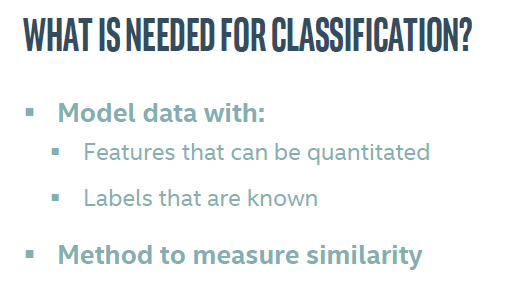 WHAT IS NEEDED FOR CLASSIFICATION?
▪ Model data with:
▪ Features that can be quantitated
▪ Labels that are known
▪ Method to measure similarity